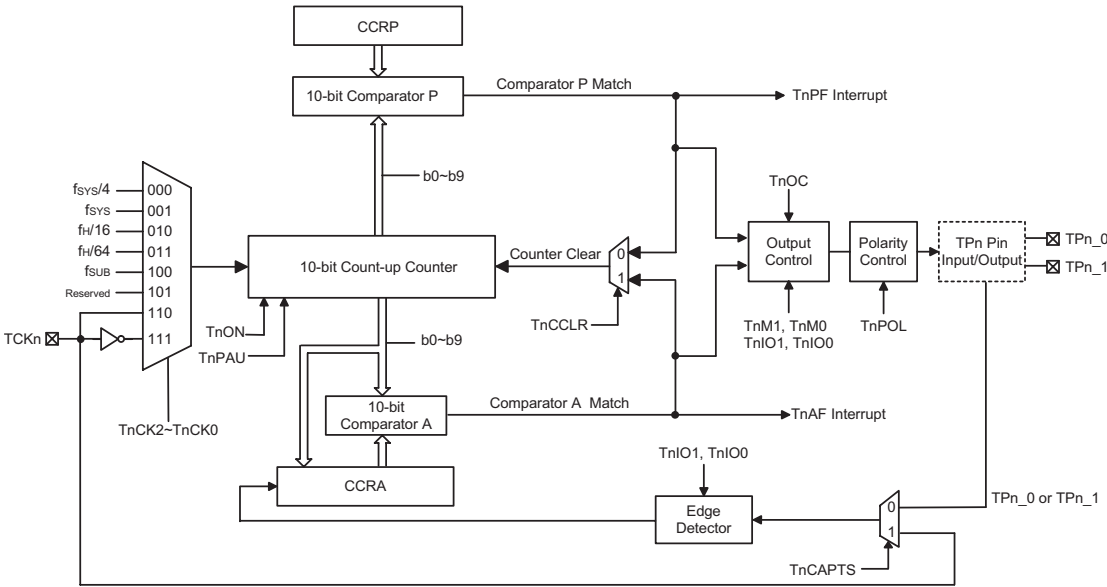 CCRP
10-bit Comparator P
Comparator P Match
TnPF Interrupt
b0~b9
fSYS/4
000
fSYS
001
fH/16
010
fH/64
011
fSUB
100
Reserved
101
110
TCKn
111
TnCK2~TnCK0
10-bit Count-up Counter
TnON
TnPAU
Counter Clear
0
1
TnCCLR
TnOC
Output
Control
TnM1, TnM0
TnIO1, TnIO0
Polarity
Control
TnPOL
TPn Pin
Input/Output
TPn_0
TPn_1
b0~b9
10-bit
Comparator A
Comparator A Match
TnAF Interrupt
CCRA
TnIO1, TnIO0
Edge
Detector
0
1
TPn_0 or TPn_1
TnCAPTS